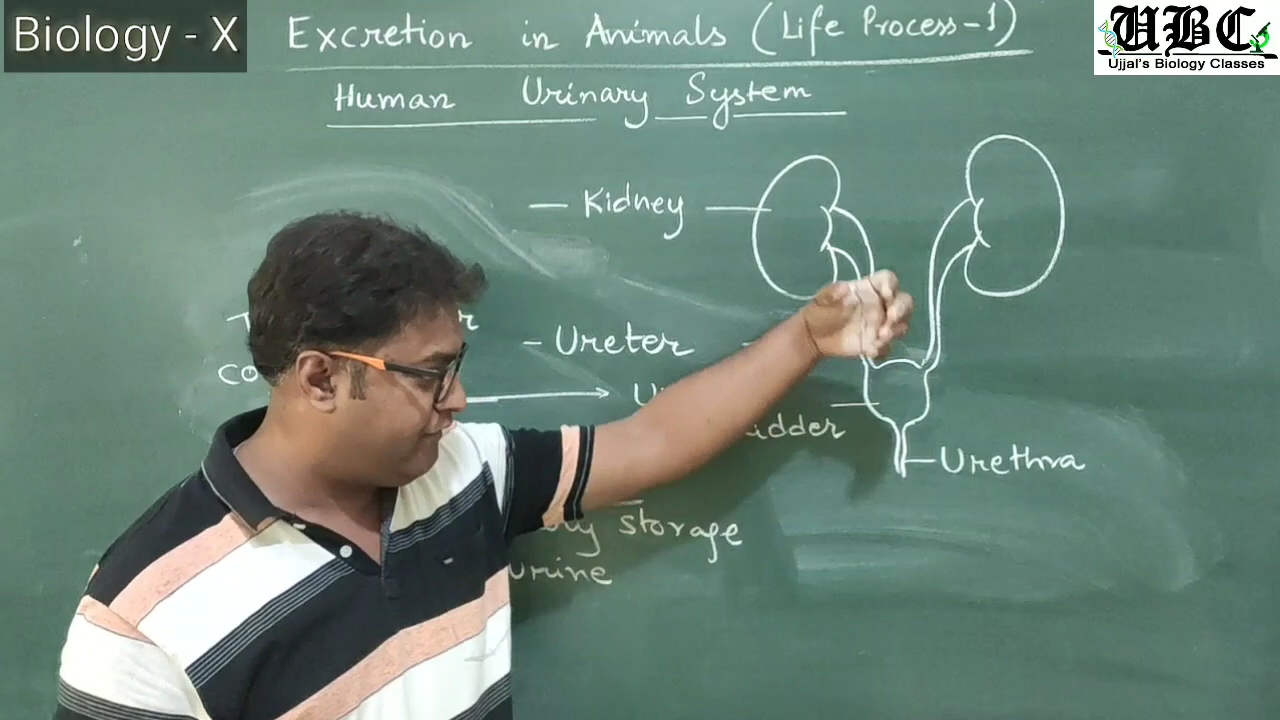 Biology - X
Excretion in Animals (Life Process-1)
UBC
Ujjal's Biology Classes
Human Urinary System
- Kidney -
- Ureter -
Urethra
storage
urine